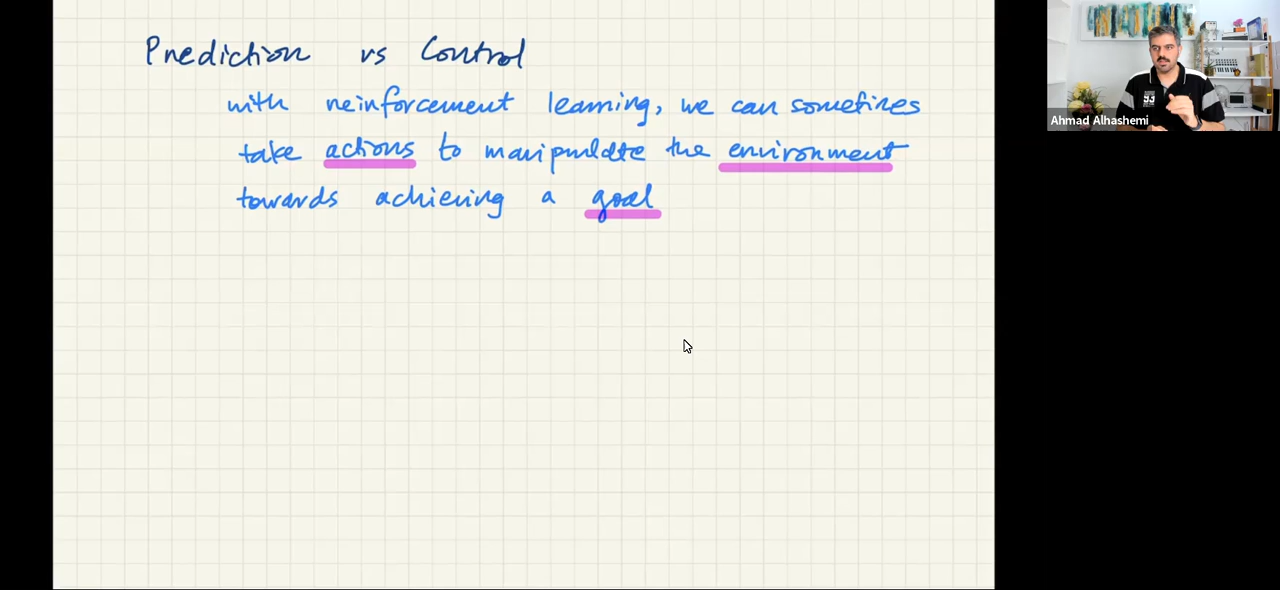 Prediction vs Control
with reinforcement learning, we can sometimes
take actions to manipulate the environment
towards achieving a goal
Ahmad Alhashemi